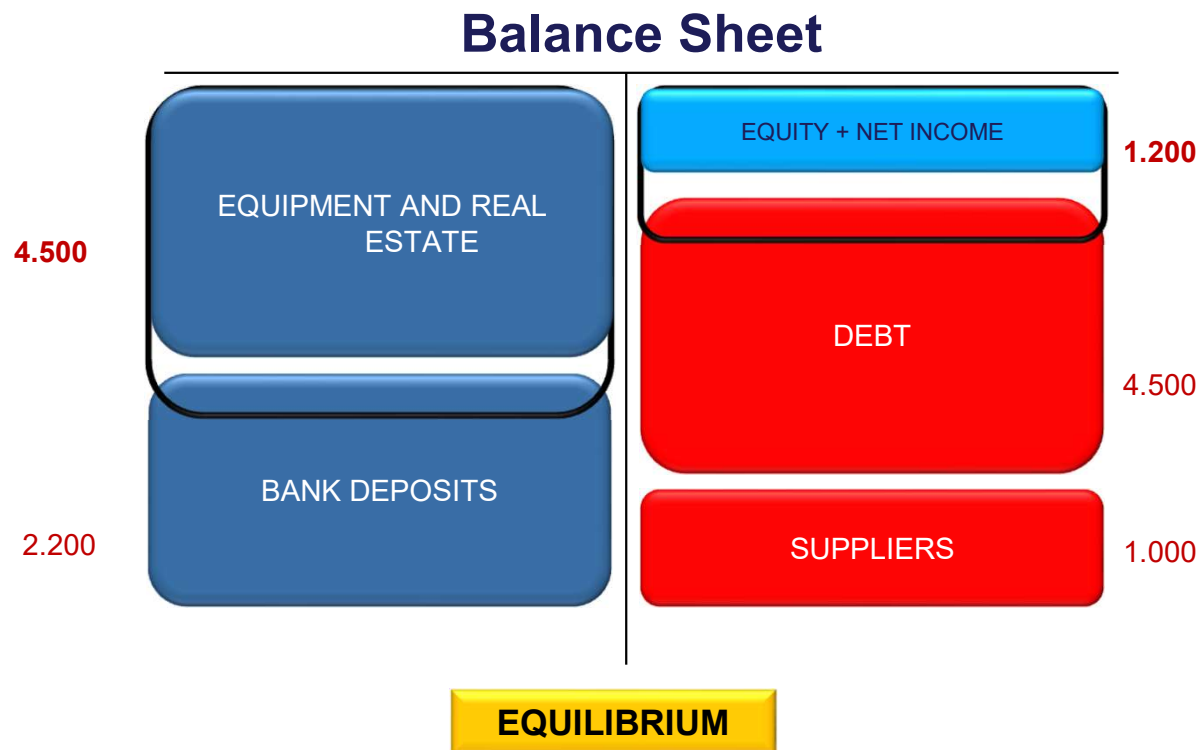 Balance Sheet
EQUIPMENT AND REAL
ESTATE
4.500
BANK DEPOSITS
2.200
EQUITY + NET INCOME
1.200
DEBT
4.500
SUPPLIERS
1.000
EQUILIBRIUM